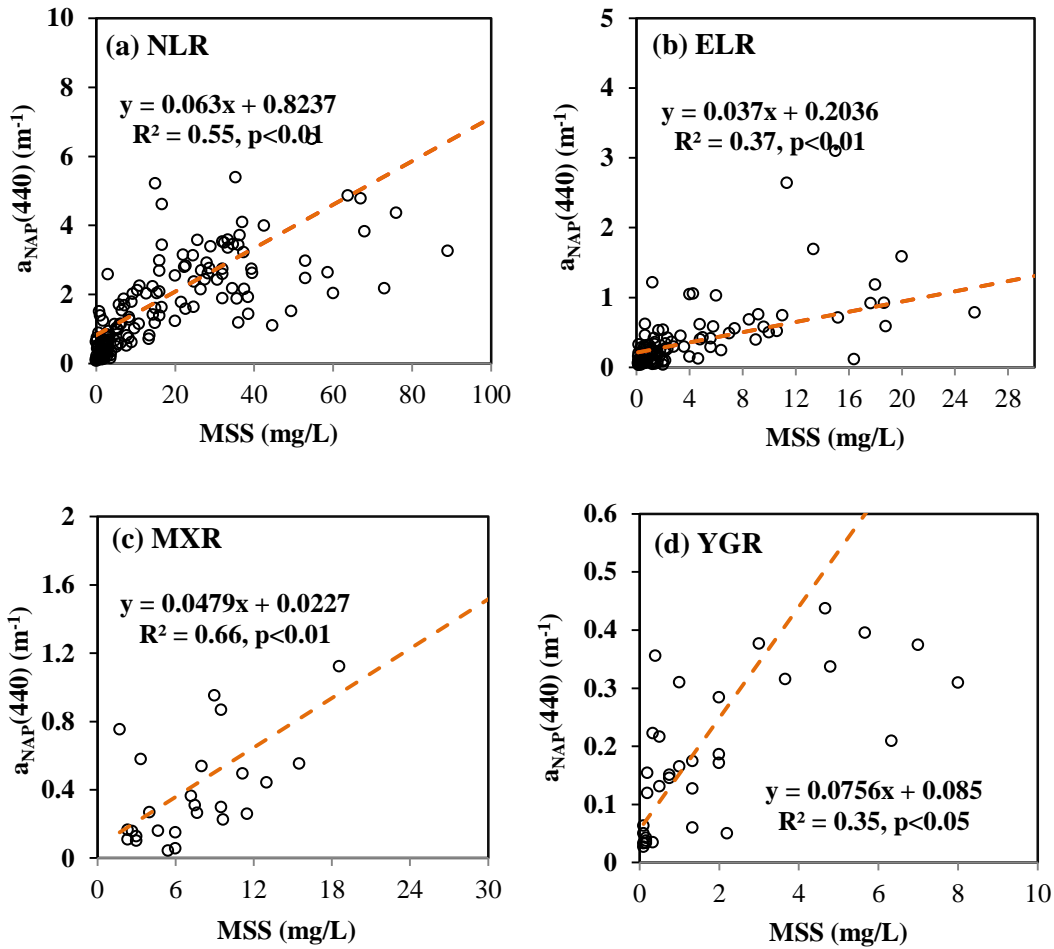 (a) NLR
y = 0.063x + 0.8237
R² = 0.55, p<0.01
a_NAP(440) (m⁻¹)
10
8
6
4
2
0
0 20 40 60 80 100
MSS (mg/L)
(b) ELR
y = 0.037x + 0.2036
R² = 0.37, p<0.01
a_NAP(440) (m⁻¹)
5
4
3
2
1
0
0 4 8 12 16 20 24 28
MSS (mg/L)
(c) MXR
y = 0.0479x + 0.0227
R² = 0.66, p<0.01
a_NAP(440) (m⁻¹)
2
1.6
1.2
0.8
0.4
0
0 6 12 18 24 30
MSS (mg/L)
(d) YGR
y = 0.0756x + 0.085
R² = 0.35, p<0.05
a_NAP(440) (m⁻¹)
0.6
0.5
0.4
0.3
0.2
0.1
0
0 2 4 6 8 10
MSS (mg/L)